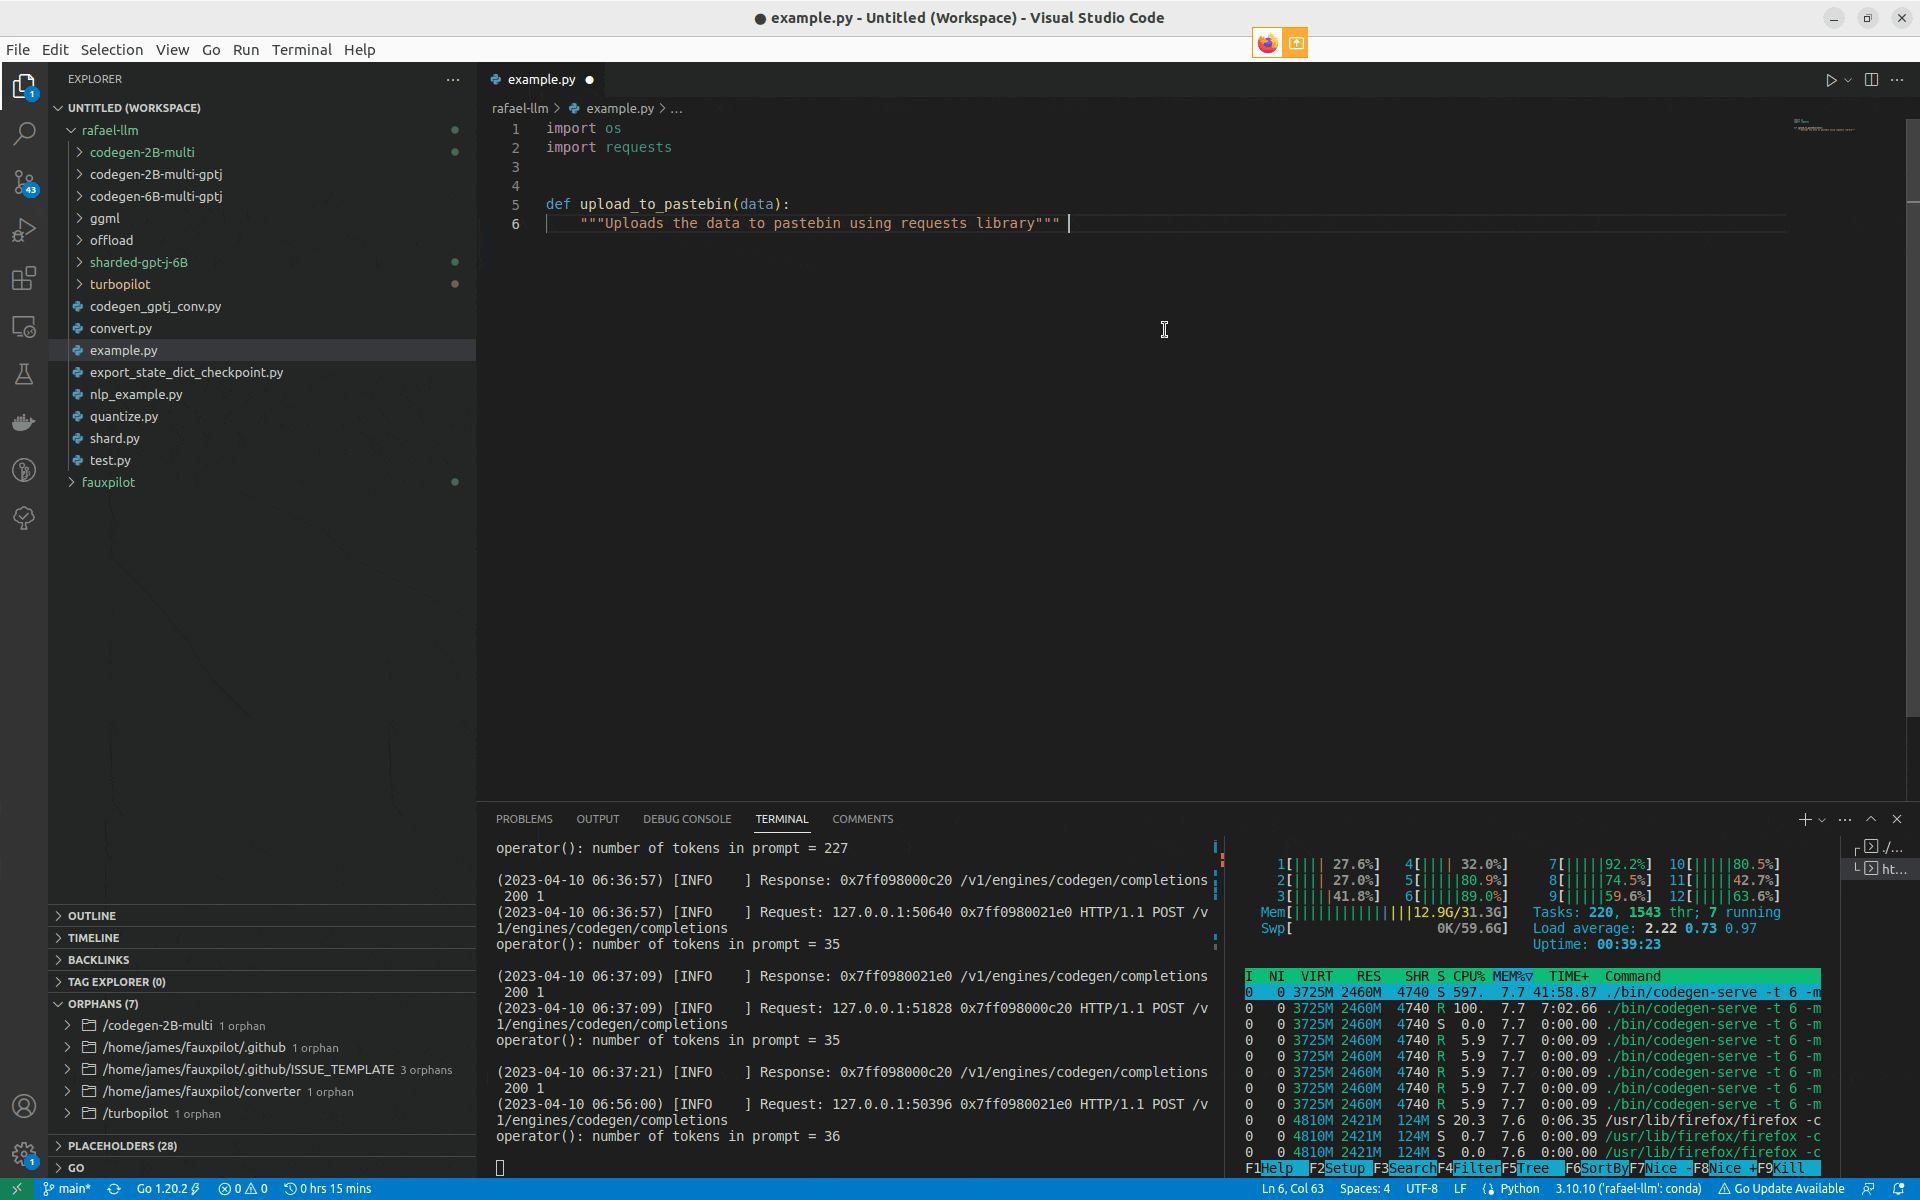 ● example.py - Untitled (Workspace) - Visual Studio Code
File Edit Selection View Go Run Terminal Help
EXPLORER
UNTITLED (WORKSPACE)
rafael-llm
codegen-2B-multi
codegen-2B-multi-gptj
codegen-6B-multi-gptj
ggml
offload
sharded-gpt-j-6B
turbopilot
codegen_gptj_conv.py
convert.py
example.py
export_state_dict_checkpoint.py
nlp_example.py
quantize.py
shard.py
test.py
fauxpilot
OUTLINE
TIMELINE
BACKLINKS
TAG EXPLORER (0)
ORPHANS (7)
/codegen-2B-multi 1 orphan
/home/james/fauxpilot/.github 1 orphan
/home/james/fauxpilot/.github/ISSUE_TEMPLATE 3 orphans
/home/james/fauxpilot/converter 1 orphan
/turbopilot 1 orphan
PLACEHOLDERS (28)
GO
1
43
1
example.py ●
rafael-llm > example.py > ...
1 import os
2 import requests
3
4
5 def upload_to_pastebin(data):
6 """Uploads the data to pastebin using requests library"""
PROBLEMS OUTPUT DEBUG CONSOLE TERMINAL COMMENTS
operator(): number of tokens in prompt = 227
(2023-04-10 06:36:57) [INFO    ] Response: 0x7ff098000c20 /v1/engines/codegen/completions
200 1
(2023-04-10 06:36:57) [INFO    ] Request: 127.0.0.1:50640 0x7ff0980021e0 HTTP/1.1 POST /v
1/engines/codegen/completions
operator(): number of tokens in prompt = 35
(2023-04-10 06:37:09) [INFO    ] Response: 0x7ff0980021e0 /v1/engines/codegen/completions
200 1
(2023-04-10 06:37:09) [INFO    ] Request: 127.0.0.1:51828 0x7ff098000c20 HTTP/1.1 POST /v
1/engines/codegen/completions
operator(): number of tokens in prompt = 35
(2023-04-10 06:37:21) [INFO    ] Response: 0x7ff098000c20 /v1/engines/codegen/completions
200 1
(2023-04-10 06:56:00) [INFO    ] Request: 127.0.0.1:50396 0x7ff0980021e0 HTTP/1.1 POST /v
1/engines/codegen/completions
operator(): number of tokens in prompt = 36
1[|||| 27.6%] 4[|||| 32.0%] 7[|||||92.2%] 10[|||||80.5%]
2[|||| 27.0%] 5[|||||80.9%] 8[|||||74.5%] 11[|||||42.7%]
3[|||||41.8%] 6[|||||89.0%] 9[|||||59.6%] 12[|||||63.6%]
Mem[||||||||||||||12.9G/31.3G] Tasks: 220, 1543 thr; 7 running
Swp[ 0K/59.6G] Load average: 2.22 0.73 0.97
Uptime: 00:39:23
I NI VIRT RES SHR S CPU% MEM%▽ TIME+ Command
0 0 3725M 2460M 4740 S 597. 7.7 41:58.87 ./bin/codegen-serve -t 6 -m
0 0 3725M 2460M 4740 R 100. 7.7 7:02.66 ./bin/codegen-serve -t 6 -m
0 0 3725M 2460M 4740 S 0.0 7.7 0:00.00 ./bin/codegen-serve -t 6 -m
0 0 3725M 2460M 4740 R 5.9 7.7 0:00.09 ./bin/codegen-serve -t 6 -m
0 0 3725M 2460M 4740 R 5.9 7.7 0:00.09 ./bin/codegen-serve -t 6 -m
0 0 3725M 2460M 4740 R 5.9 7.7 0:00.09 ./bin/codegen-serve -t 6 -m
0 0 3725M 2460M 4740 R 5.9 7.7 0:00.09 ./bin/codegen-serve -t 6 -m
0 0 3725M 2460M 4740 R 5.9 7.7 0:00.09 ./bin/codegen-serve -t 6 -m
0 0 4810M 2421M 124M S 20.3 7.6 0:06.35 /usr/lib/firefox/firefox -c
0 0 4810M 2421M 124M S 0.7 7.6 0:00.09 /usr/lib/firefox/firefox -c
0 0 4810M 2421M 124M S 0.0 7.6 0:00.00 /usr/lib/firefox/firefox -c
F1Help F2Setup F3SearchF4FilterF5Tree F6SortByF7Nice -F8Nice +F9Kill
./...
ht...
main* Go 1.20.2 0 0 0 hrs 15 mins Ln 6, Col 63 Spaces: 4 UTF-8 LF Python 3.10.10 ('rafael-llm': conda) Go Update Available